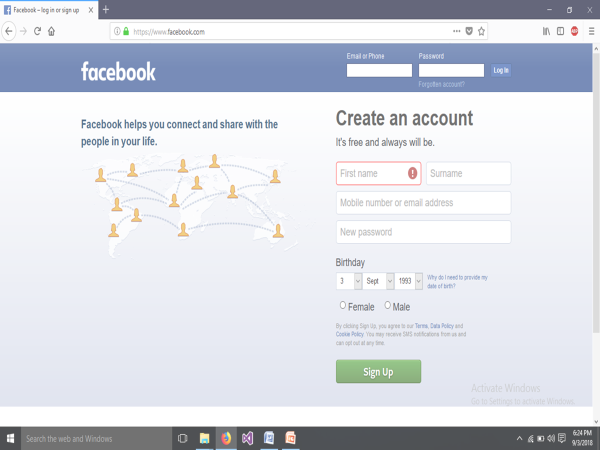 Facebook – log in or sign up
https://www.facebook.com
ABP
Email or Phone Password
facebook
Log In
Forgotten account?
Create an account
Facebook helps you connect and share with the
people in your life.
It's free and always will be.
First name Surname
Mobile number or email address
New password
Birthday
3 Sept 1993
Why do I need to provide my
date of birth?
Female Male
By clicking Sign Up, you agree to our Terms, Data Policy and
Cookie Policy. You may receive SMS notifications from us and
can opt out at any time.
Sign Up
Activate Windows
Go to Settings to activate Windows.
Search the web and Windows
6:24 PM
9/3/2018